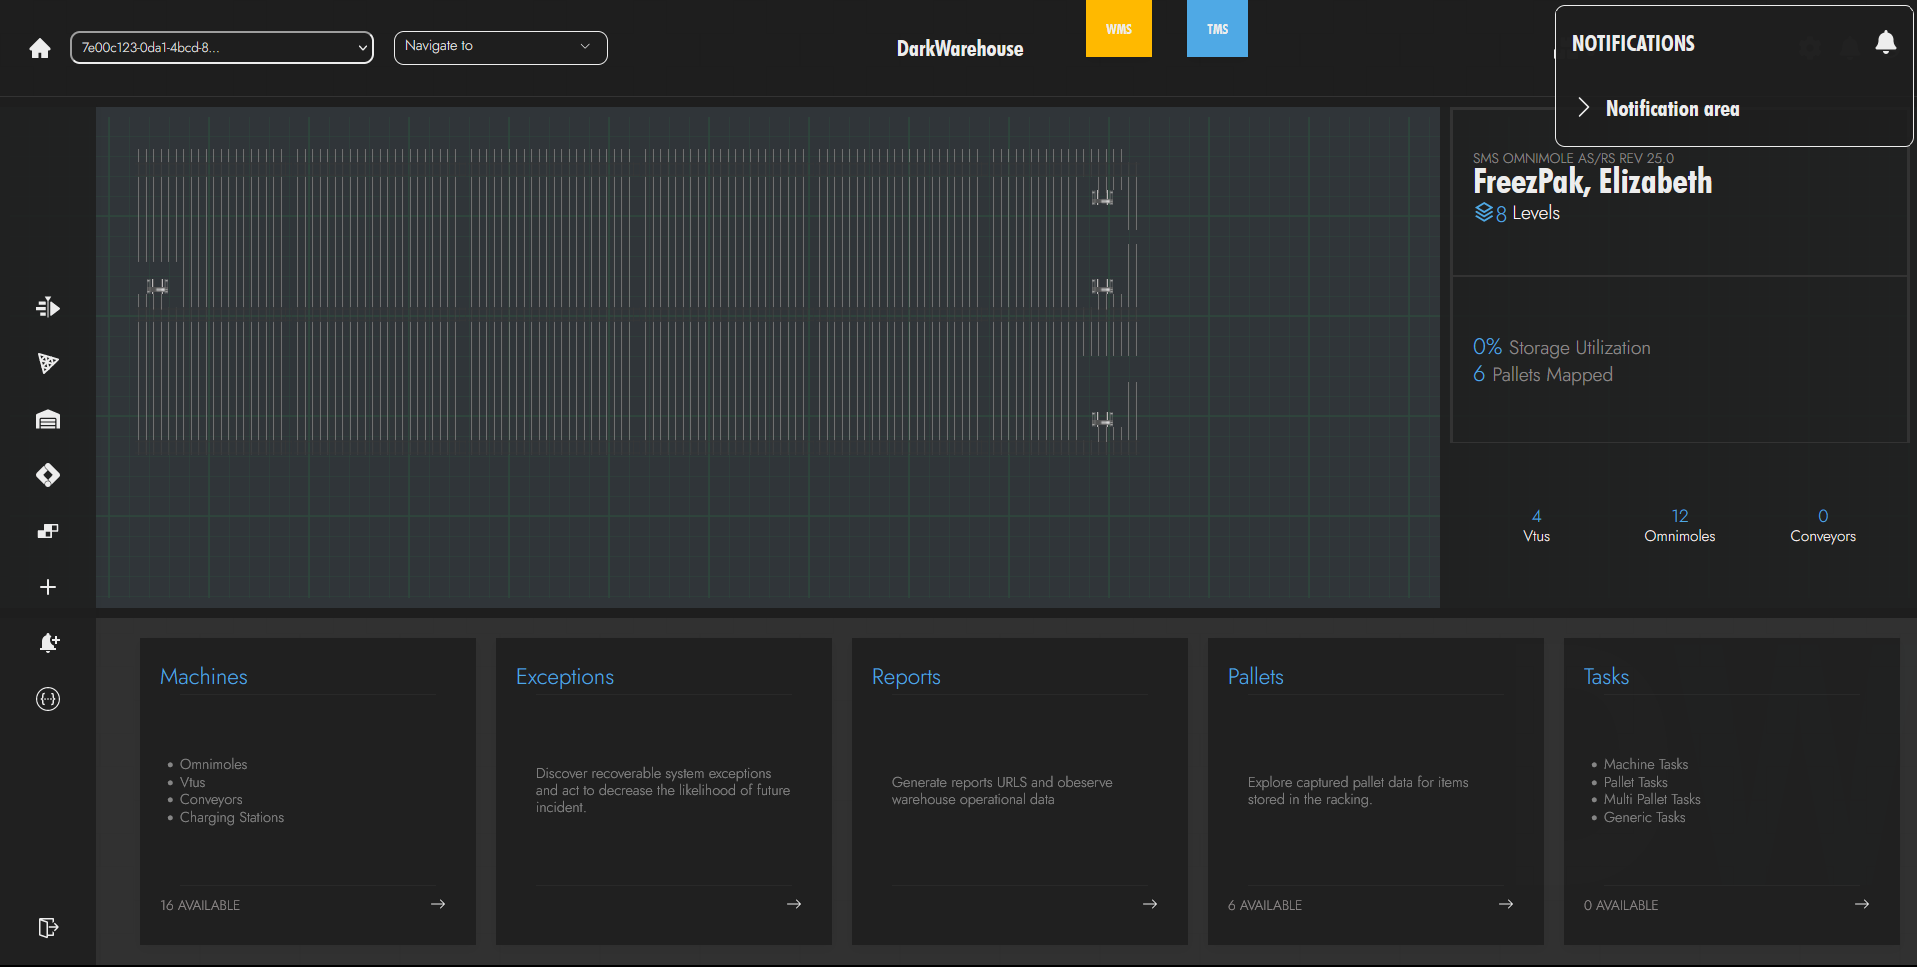 7e00c123-0da1-4bcd-8...
Navigate to
DarkWarehouse
WMS
TMS
NOTIFICATIONS
Notification area
SMS OMNIMOLE AS/RS REV 25.0
FreezPak, Elizabeth
8 Levels
0% Storage Utilization
6 Pallets Mapped
4
Vtus
12
Omnimoles
0
Conveyors
Machines
Omnimoles
Vtus
Conveyors
Charging Stations
16 AVAILABLE
Exceptions
Discover recoverable system exceptions
and act to decrease the likelihood of future
incident.
Reports
Generate reports URLS and obeserve
warehouse operational data
Pallets
Explore captured pallet data for items
stored in the racking.
6 AVAILABLE
Tasks
Machine Tasks
Pallet Tasks
Multi Pallet Tasks
Generic Tasks
0 AVAILABLE